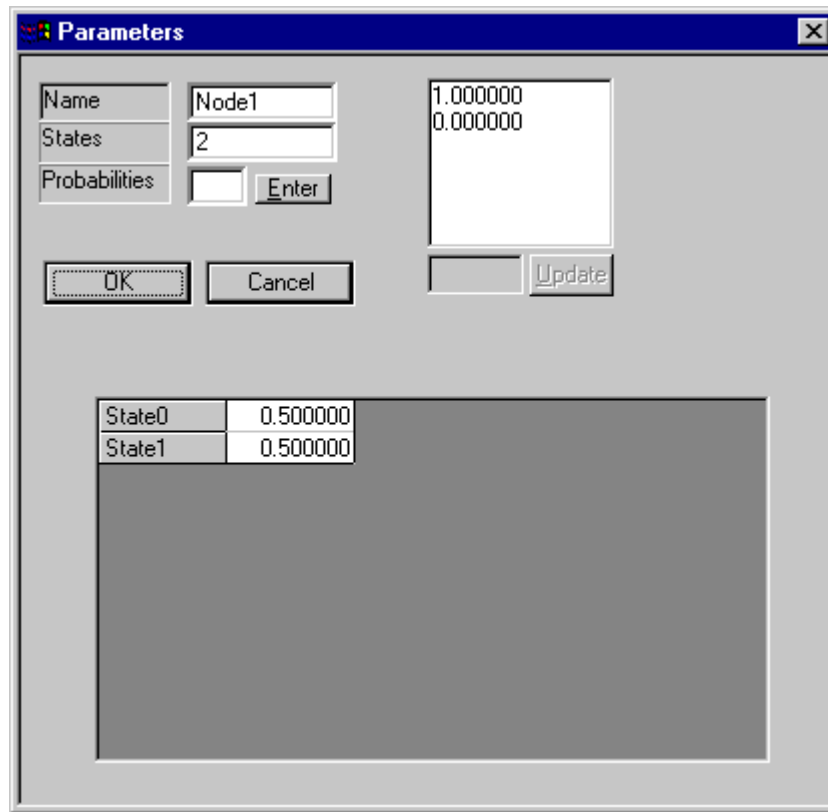 Parameters
Name Node1
States 2
Probabilities Enter
1.000000
0.000000
OK Cancel
Update
State0 0.500000
State1 0.500000